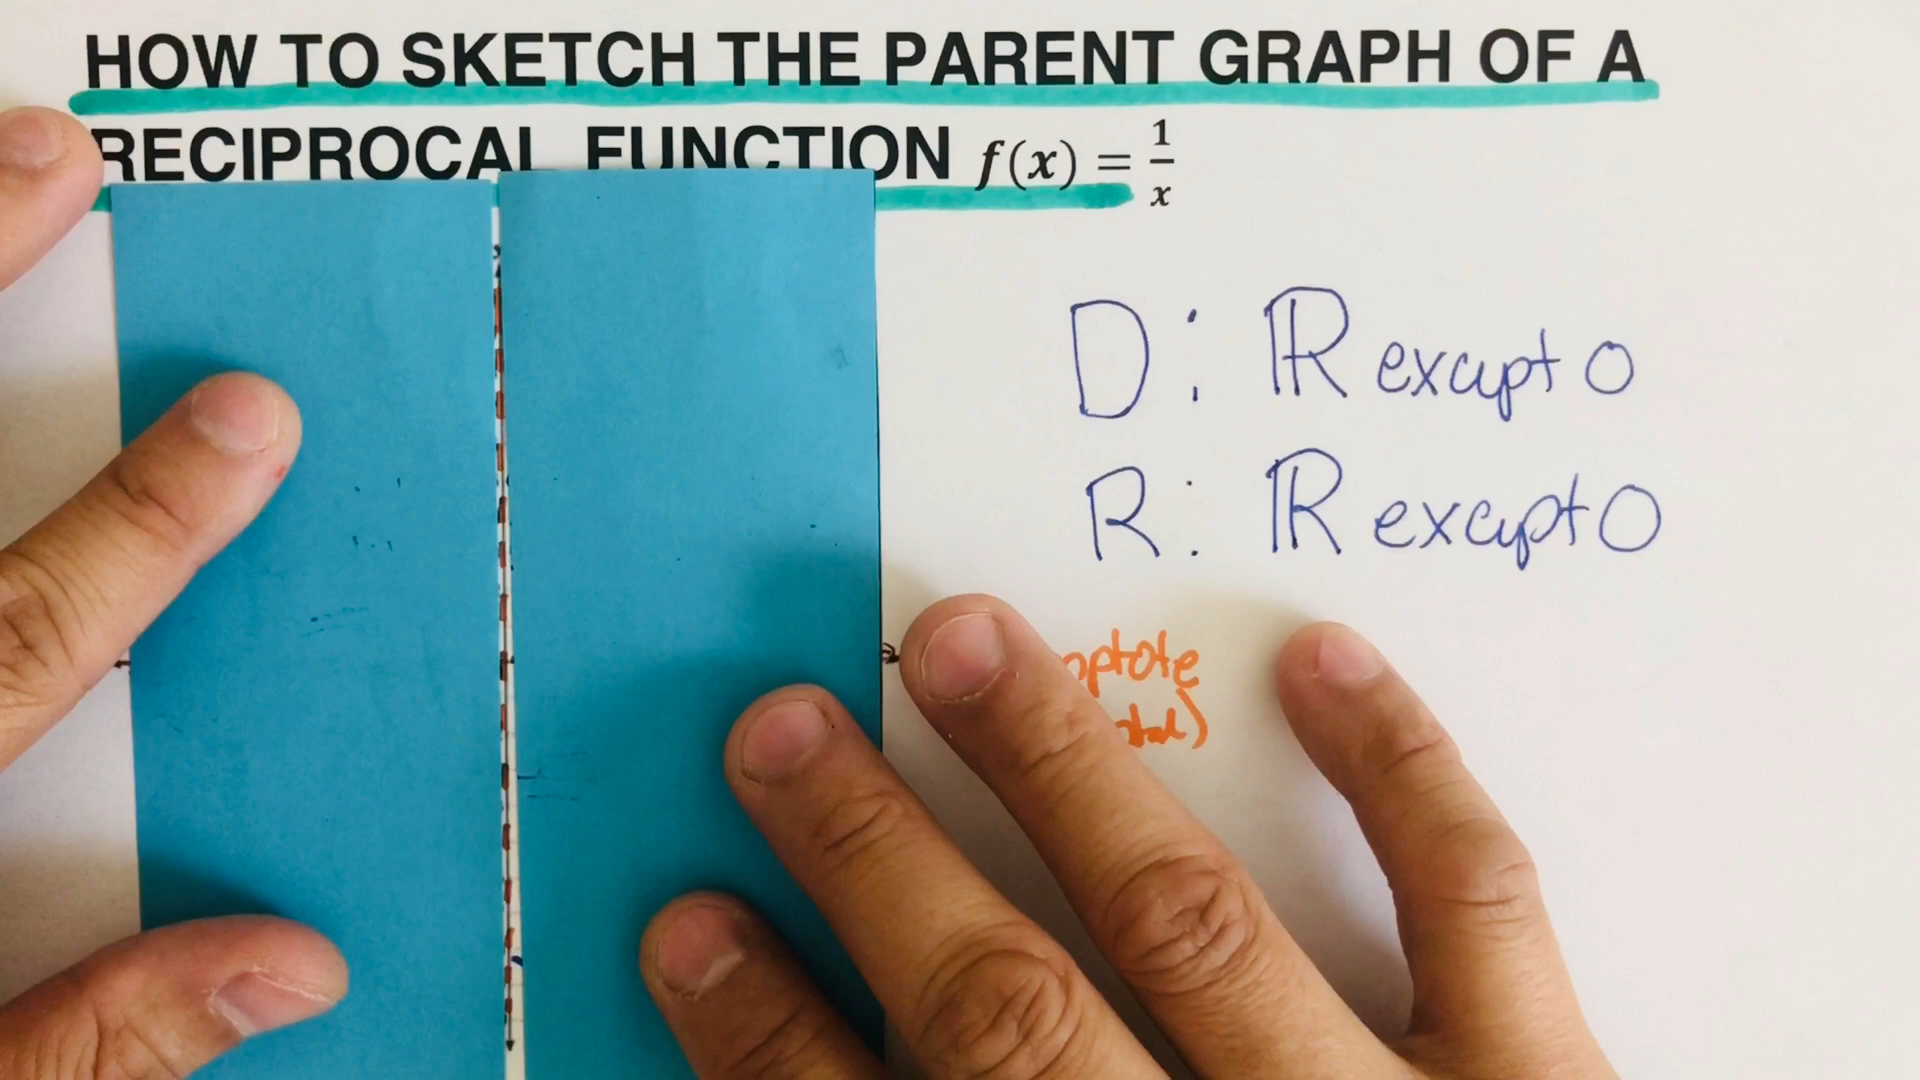 HOW TO SKETCH THE PARENT GRAPH OF A
RECIPROCAL FUNCTION f(x) = 1/x
D: ℝ except 0
R: ℝ except 0